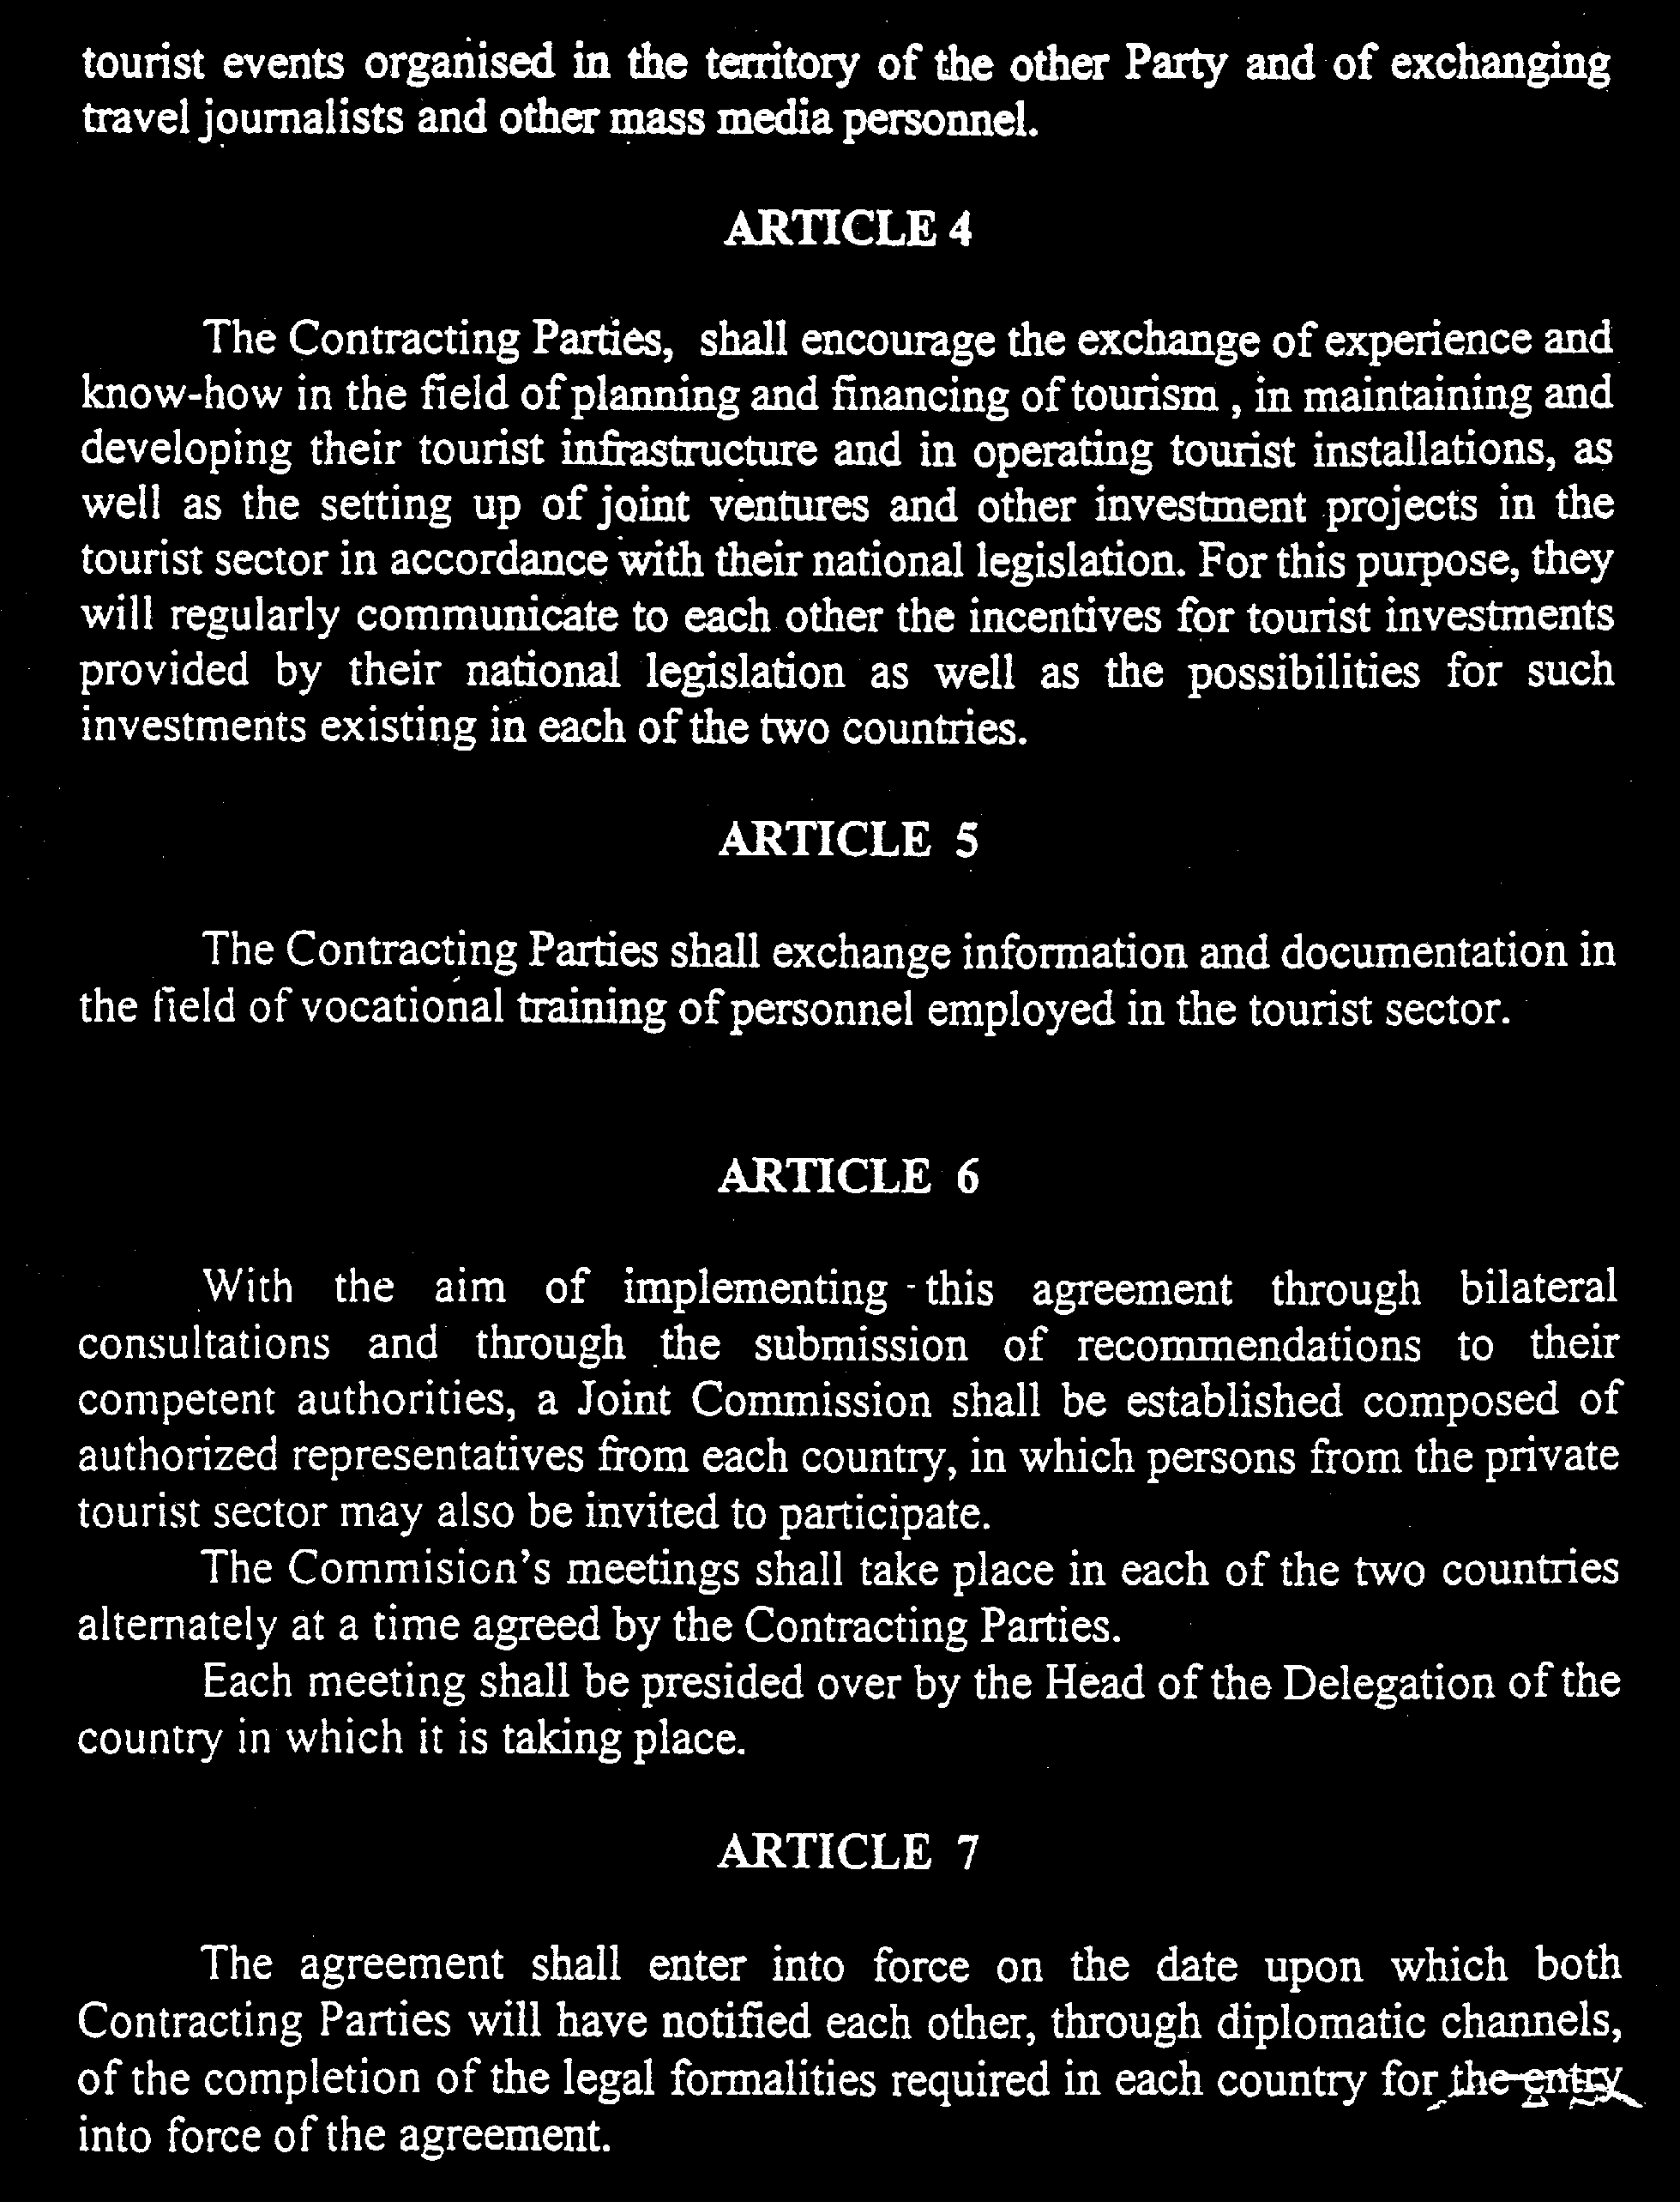 tourist events organised in the territory of the other Party and of exchanging
travel journalists and other mass media personnel.
ARTICLE 4
The Contracting Parties, shall encourage the exchange of experience and
know-how in the field of planning and financing of tourism , in maintaining and
developing their tourist infrastructure and in operating tourist installations, as
well as the setting up of joint ventures and other investment projects in the
tourist sector in accordance with their national legislation. For this purpose, they
will regularly communicate to each other the incentives for tourist investments
provided by their national legislation as well as the possibilities for such
investments existing in each of the two countries.
ARTICLE 5
The Contracting Parties shall exchange information and documentation in
the field of vocational training of personnel employed in the tourist sector.
ARTICLE 6
With the aim of implementing this agreement through bilateral
consultations and through the submission of recommendations to their
competent authorities, a Joint Commission shall be established composed of
authorized representatives from each country, in which persons from the private
tourist sector may also be invited to participate.
The Commision's meetings shall take place in each of the two countries
alternately at a time agreed by the Contracting Parties.
Each meeting shall be presided over by the Head of the Delegation of the
country in which it is taking place.
ARTICLE 7
The agreement shall enter into force on the date upon which both
Contracting Parties will have notified each other, through diplomatic channels,
of the completion of the legal formalities required in each country for the entry
into force of the agreement.